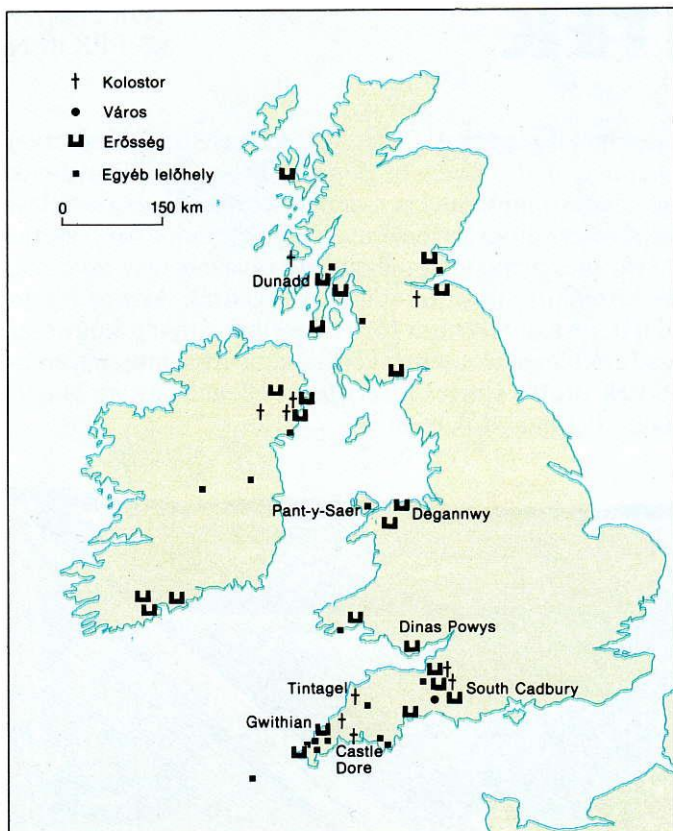 Kolostor
Város
Erősség
Egyéb lelőhely
0 150 km
Dunadd
Pant-y-Saer
Degannwy
Dinas Powys
Tintagel
South Cadbury
Gwithian
Castle
Dore